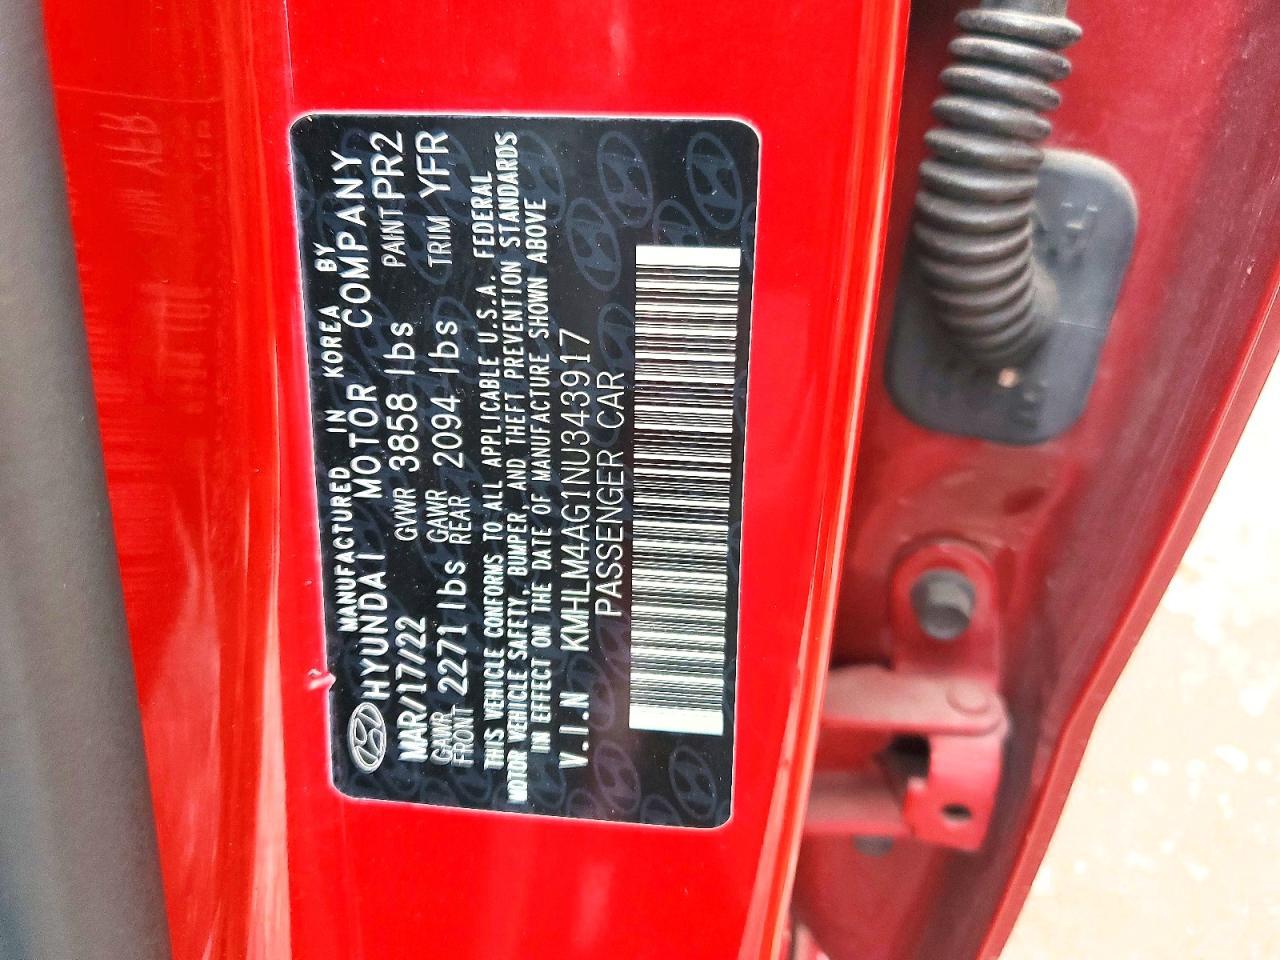 MANUFACTURED IN KOREA BY
HYUNDAI MOTOR COMPANY
MAR/17/22 GVWR 3858 lbs PAINT PR2
GAWR FRONT 2271 lbs GAWR REAR 2094 lbs TRIM YFR
THIS VEHICLE CONFORMS TO ALL APPLICABLE U.S.A. FEDERAL
MOTOR VEHICLE SAFETY, BUMPER, AND THEFT PREVENTION STANDARDS
IN EFFECT ON THE DATE OF MANUFACTURE SHOWN ABOVE
V.I.N KMHLM4AG1NU343917
PASSENGER CAR